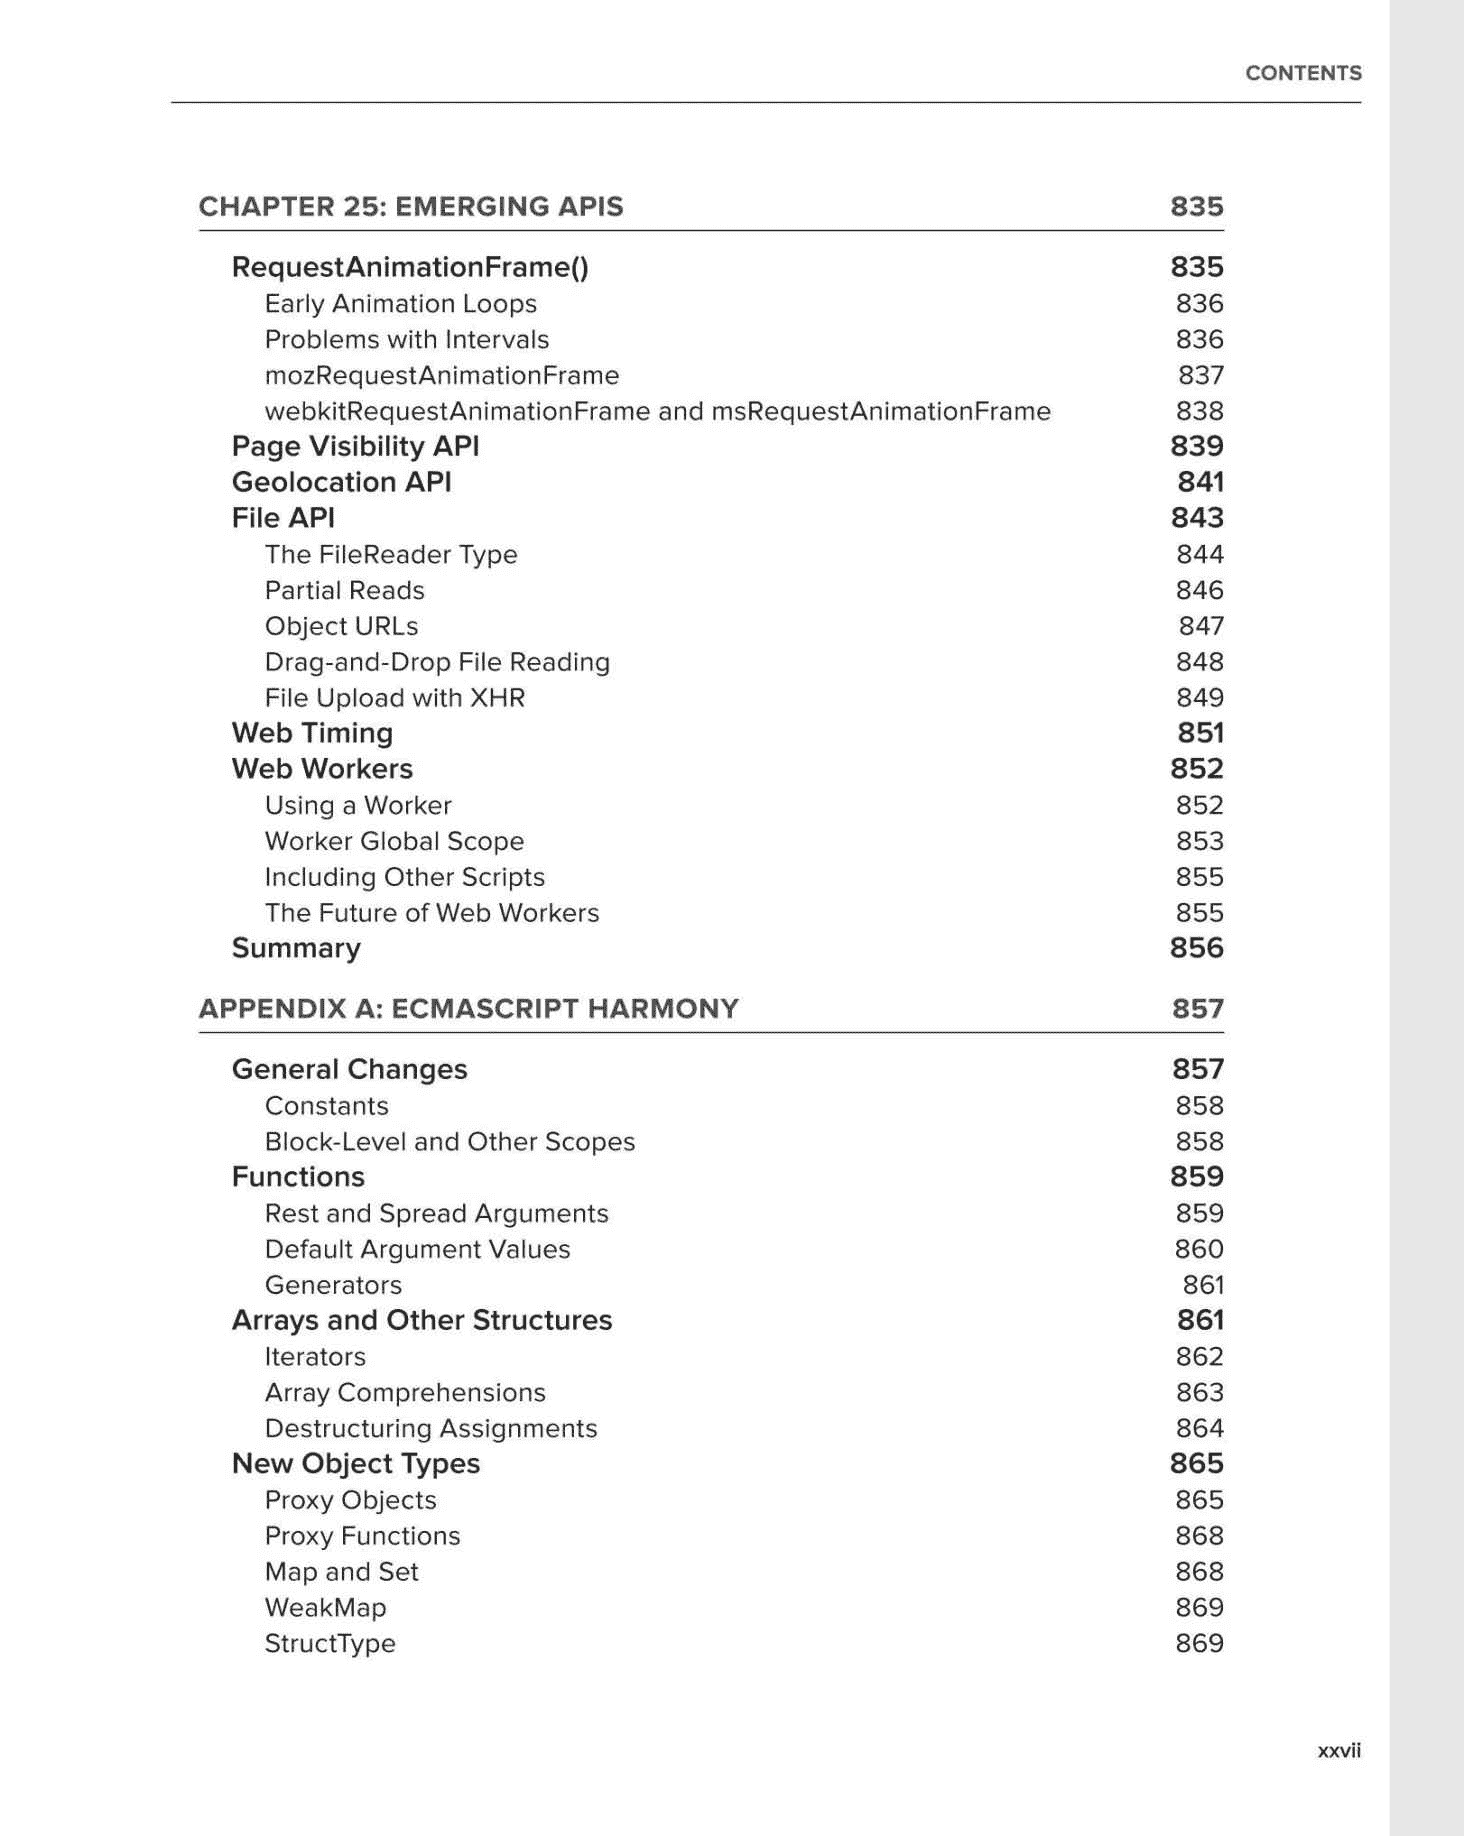 CONTENTS
CHAPTER 25: EMERGING APIS 835
RequestAnimationFrame() 835
Early Animation Loops 836
Problems with Intervals 836
mozRequestAnimationFrame 837
webkitRequestAnimationFrame and msRequestAnimationFrame 838
Page Visibility API 839
Geolocation API 841
File API 843
The FileReader Type 844
Partial Reads 846
Object URLs 847
Drag-and-Drop File Reading 848
File Upload with XHR 849
Web Timing 851
Web Workers 852
Using a Worker 852
Worker Global Scope 853
Including Other Scripts 855
The Future of Web Workers 855
Summary 856
APPENDIX A: ECMASCRIPT HARMONY 857
General Changes 857
Constants 858
Block-Level and Other Scopes 858
Functions 859
Rest and Spread Arguments 859
Default Argument Values 860
Generators 861
Arrays and Other Structures 861
Iterators 862
Array Comprehensions 863
Destructuring Assignments 864
New Object Types 865
Proxy Objects 865
Proxy Functions 868
Map and Set 868
WeakMap 869
StructType 869
xxvii